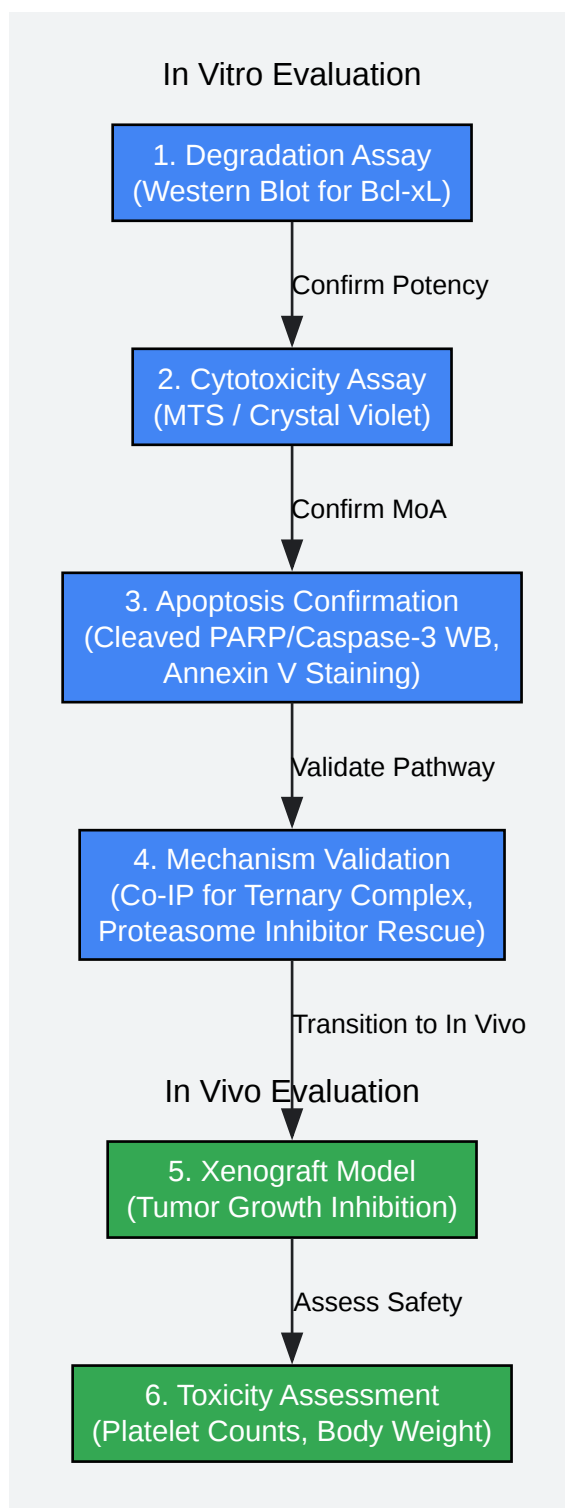 In Vitro Evaluation
1. Degradation Assay
(Western Blot for Bcl-xL)
Confirm Potency
2. Cytotoxicity Assay
(MTS / Crystal Violet)
Confirm MoA
3. Apoptosis Confirmation
(Cleaved PARP/Caspase-3 WB,
Annexin V Staining)
Validate Pathway
4. Mechanism Validation
(Co-IP for Ternary Complex,
Proteasome Inhibitor Rescue)
Transition to In Vivo
In Vivo Evaluation
5. Xenograft Model
(Tumor Growth Inhibition)
Assess Safety
6. Toxicity Assessment
(Platelet Counts, Body Weight)